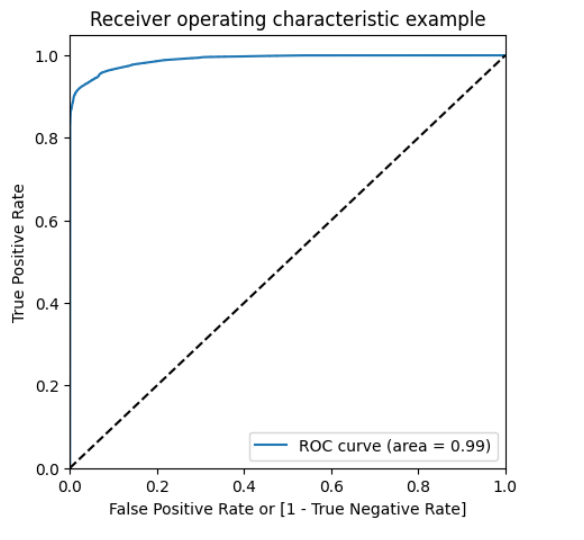 Receiver operating characteristic example
1.0
0.8
0.6
0.4
0.2
0.0
True Positive Rate
ROC curve (area = 0.99)
0.0 0.2 0.4 0.6 0.8 1.0
False Positive Rate or [1 - True Negative Rate]